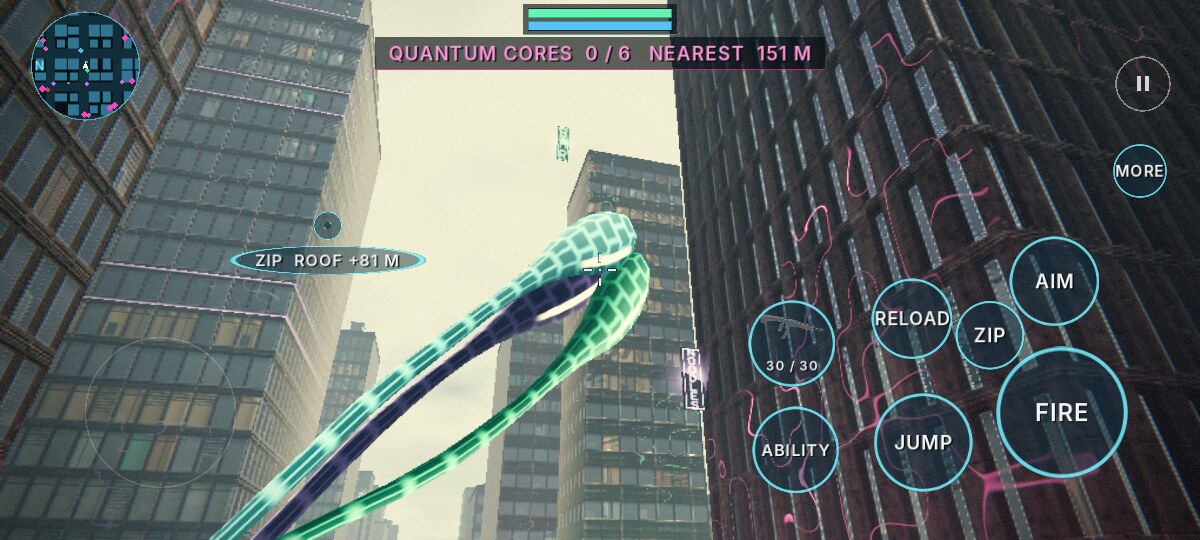 QUANTUM CORES 0 / 6 NEAREST 151 M
N
MORE
ZIP ROOF +81 M
AIM
RELOAD
ZIP
30 / 30
FIRE
JUMP
ABILITY